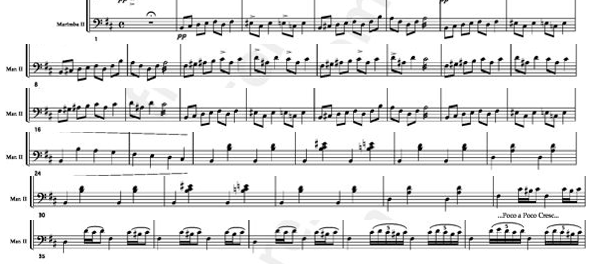 pp
Marimba II
pp
1
Mar II
8
Mar II
16
Mar II
24
Mar II
30
...Poco a Poco Cresc...
Mar II
35